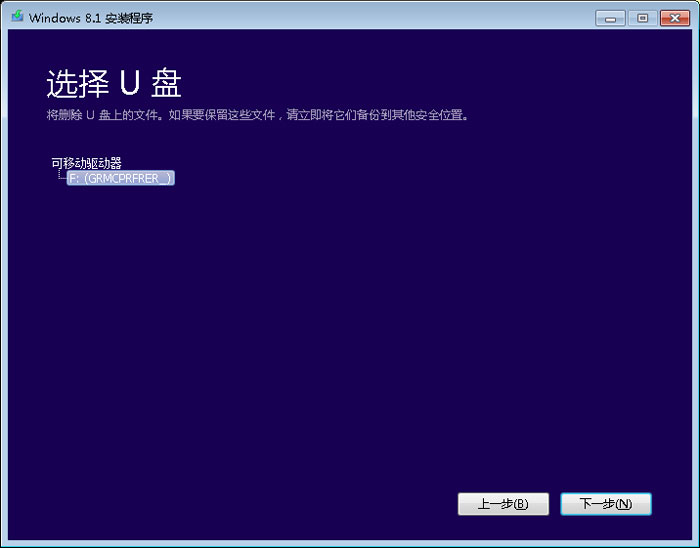 Windows 8.1 安装程序
选择 U 盘
将删除 U 盘上的文件。如果要保留这些文件，请立即将它们备份到其他安全位置。
可移动驱动器
F: (GRMCPRFRER_)
上一步(B)
下一步(N)